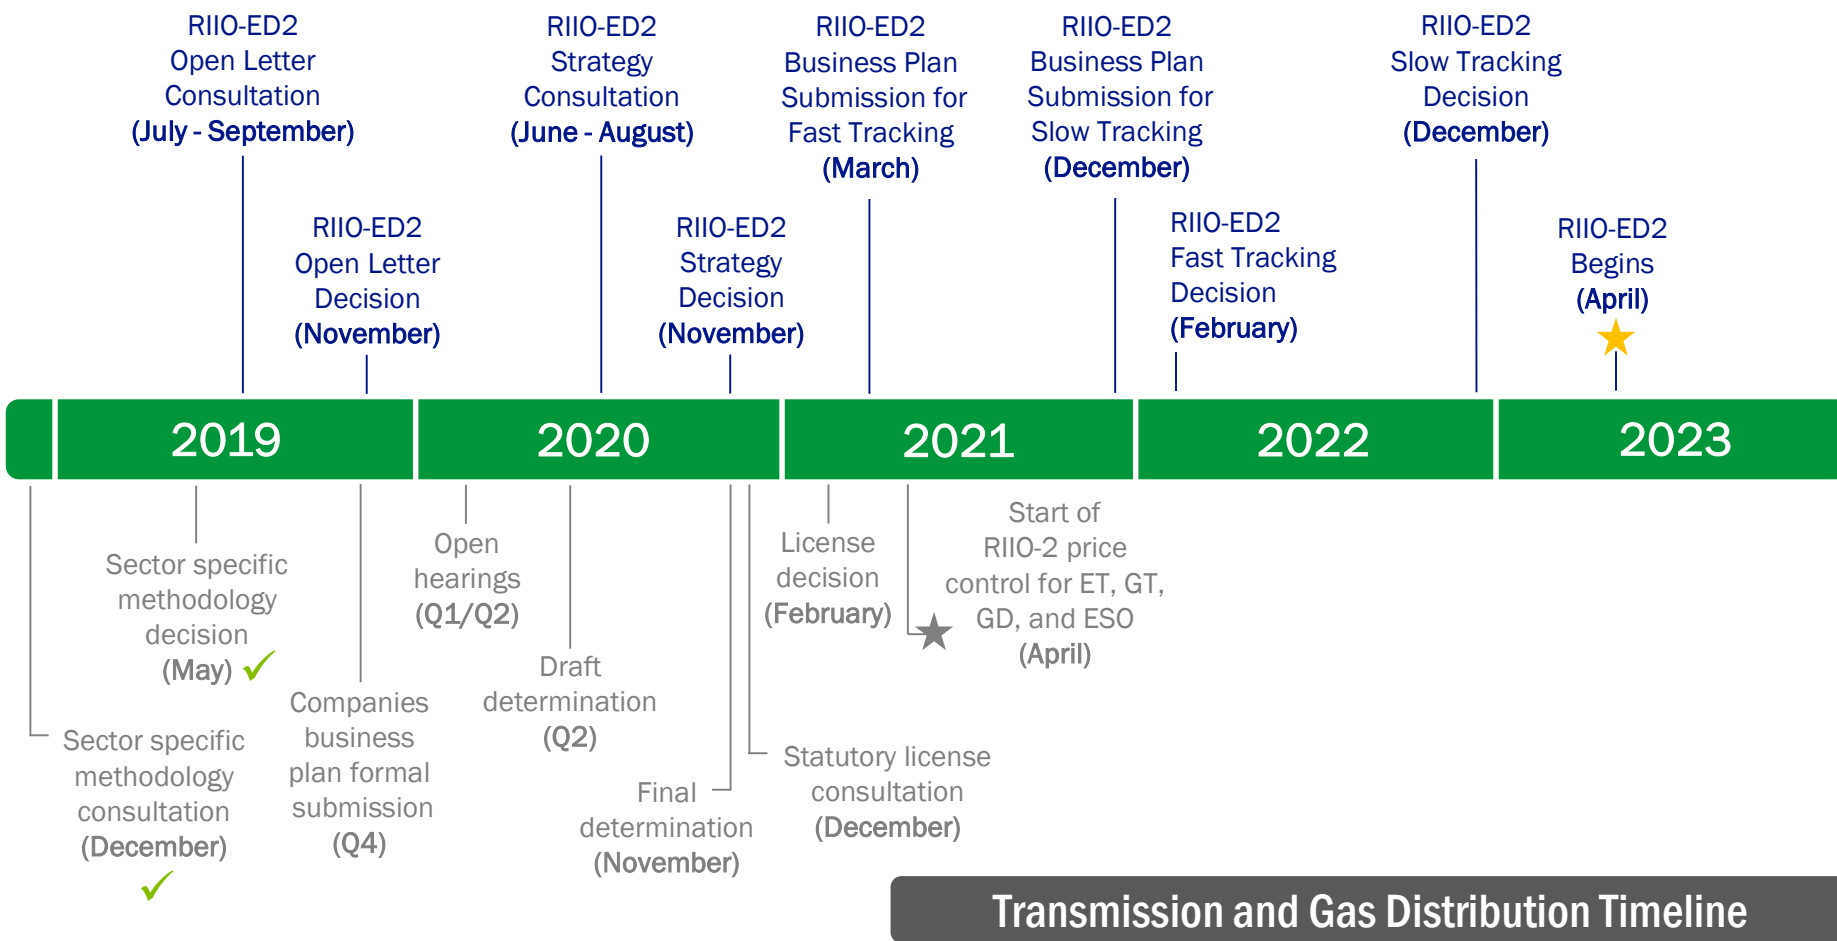 RIIO-ED2
Open Letter
Consultation
(July - September)
RIIO-ED2
Strategy
Consultation
(June - August)
RIIO-ED2
Business Plan
Submission for
Fast Tracking
(March)
RIIO-ED2
Business Plan
Submission for
Slow Tracking
(December)
RIIO-ED2
Slow Tracking
Decision
(December)
RIIO-ED2
Open Letter
Decision
(November)
RIIO-ED2
Strategy
Decision
(November)
RIIO-ED2
Fast Tracking
Decision
(February)
RIIO-ED2
Begins
(April)
2019
2020
2021
2022
2023
Sector specific
methodology
decision
(May)
Sector specific
methodology
consultation
(December)
Companies
business
plan formal
submission
(Q4)
Open
hearings
(Q1/Q2)
Draft
determination
(Q2)
Final
determination
(November)
License
decision
(February)
Statutory license
consultation
(December)
Start of
RIIO-2 price
control for ET, GT,
GD, and ESO
(April)
Transmission and Gas Distribution Timeline